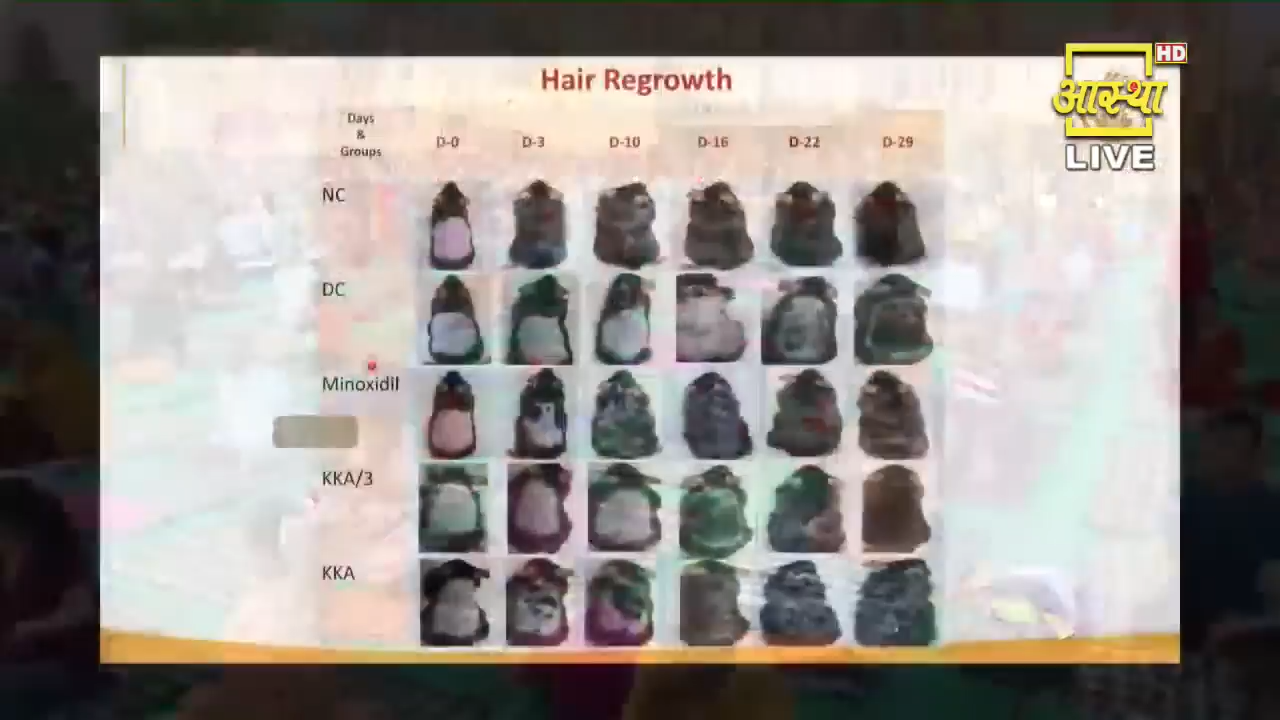 Hair Regrowth
Days
&
Groups
D-0
D-3
D-10
D-16
D-22
D-29
NC
DC
Minoxidil
KKA/3
KKA
आस्था
HD
LIVE